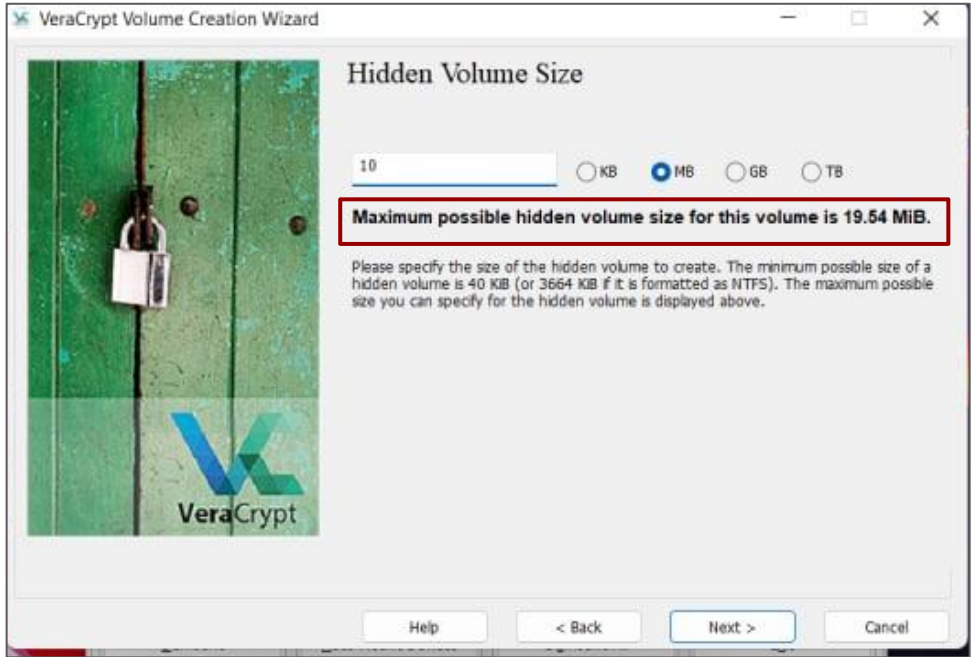 VeraCrypt Volume Creation Wizard
Hidden Volume Size
10
KB
MB
GB
TB
Maximum possible hidden volume size for this volume is 19.54 MiB.
Please specify the size of the hidden volume to create. The minimum possible size of a
hidden volume is 40 KiB (or 3664 KiB if it is formatted as NTFS). The maximum possible
size you can specify for the hidden volume is displayed above.
VeraCrypt
Help
< Back
Next >
Cancel